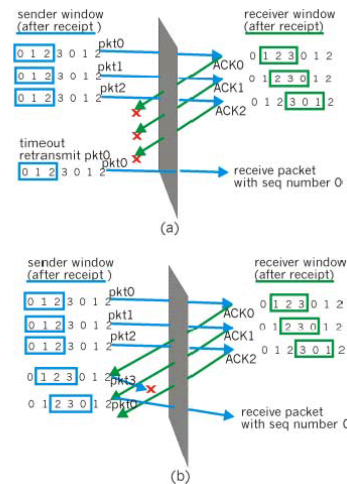 sender window
(after receipt)
receiver window
(after receipt)
0 1 2 3 0 1 2
pkt0
0 1 2 3 0 1 2
ACK0
0 1 2 3 0 1 2
pkt1
0 1 2 3 0 1 2
ACK1
0 1 2 3 0 1 2
pkt2
0 1 2 3 0 1 2
ACK2
timeout
retransmit pkt0
pkt0
0 1 2 3 0 1 2
receive packet
with seq number 0
(a)
sender window
(after receipt )
receiver window
(after receipt)
0 1 2 3 0 1 2
pkt0
0 1 2 3 0 1 2
ACK0
0 1 2 3 0 1 2
pkt1
0 1 2 3 0 1 2
ACK1
0 1 2 3 0 1 2
pkt2
0 1 2 3 0 1 2
ACK2
0 1 2 3 0 1 2
pkt3
0 1 2 3 0 1 2
pkt0
receive packet
with seq number 0
(b)